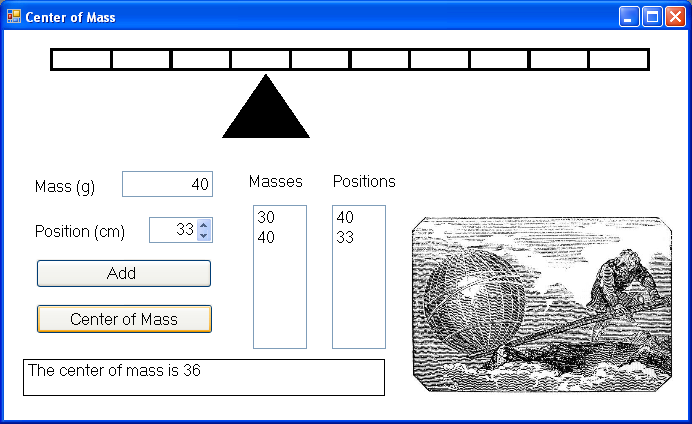 Center of Mass
Mass (g)
40
Masses
Positions
Position (cm)
33
30
40
40
33
Add
Center of Mass
The center of mass is 36